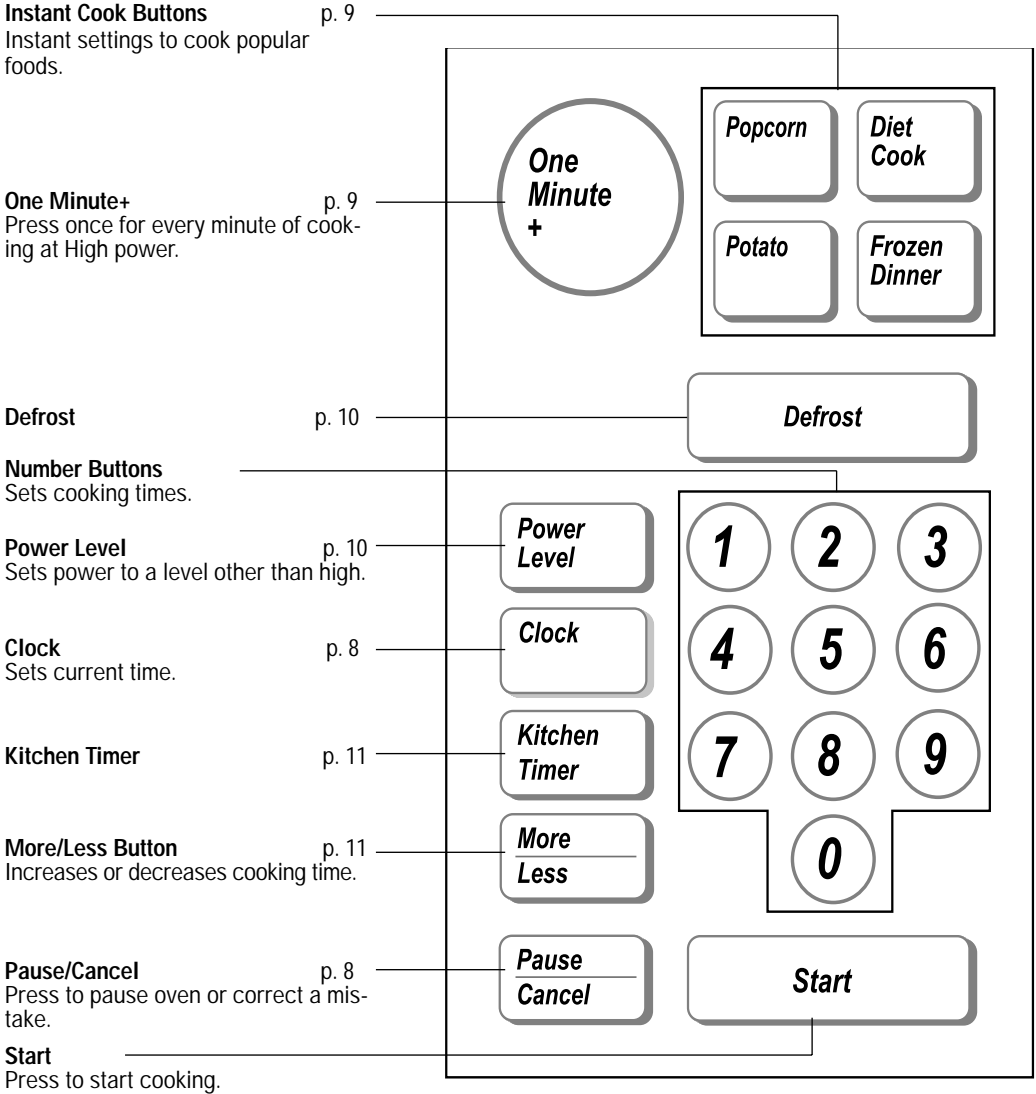 Instant Cook Buttons p. 9
Instant settings to cook popular
foods.
One Minute+ p. 9
Press once for every minute of cook-
ing at High power.
Defrost p. 10
Number Buttons
Sets cooking times.
Power Level p. 10
Sets power to a level other than high.
Clock p. 8
Sets current time.
Kitchen Timer p. 11
More/Less Button p. 11
Increases or decreases cooking time.
Pause/Cancel p. 8
Press to pause oven or correct a mis-
take.
Start
Press to start cooking.
One
Minute
+
Popcorn
Diet
Cook
Potato
Frozen
Dinner
Defrost
Power
Level
Clock
Kitchen
Timer
More
Less
Pause
Cancel
1 2 3
4 5 6
7 8 9
0
Start